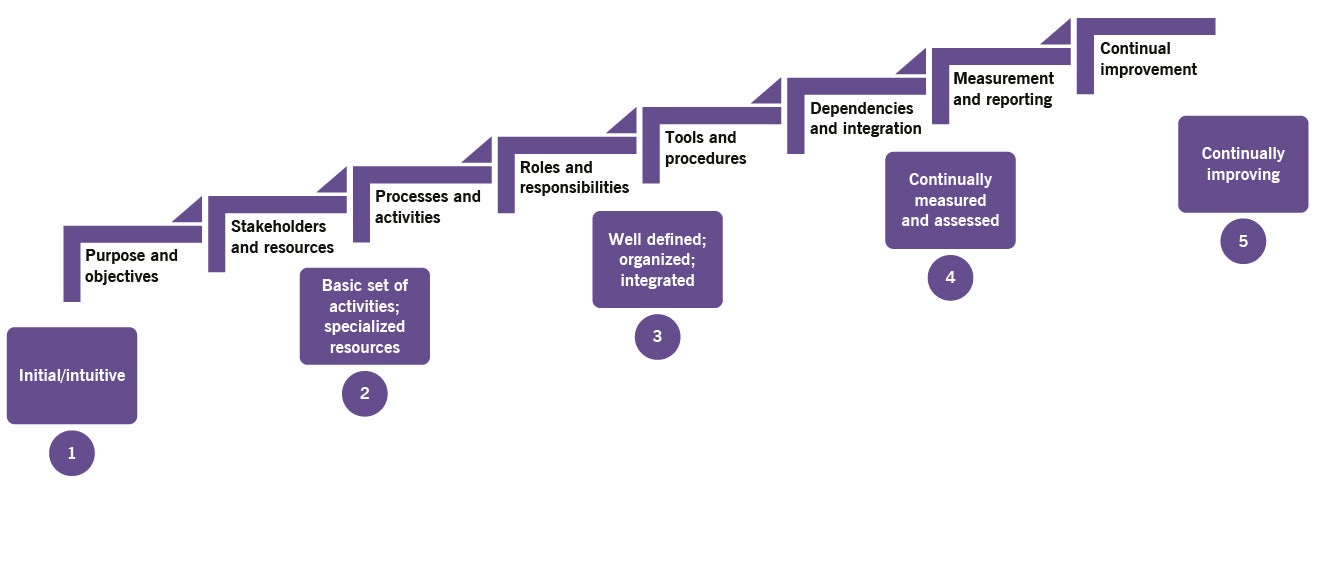 Purpose and
objectives
Stakeholders
and resources
Processes and
activities
Roles and
responsibilities
Tools and
procedures
Dependencies
and integration
Measurement
and reporting
Continual
improvement
Initial/intuitive
1
Basic set of
activities;
specialized
resources
2
Well defined;
organized;
integrated
3
Continually
measured
and assessed
4
Continually
improving
5